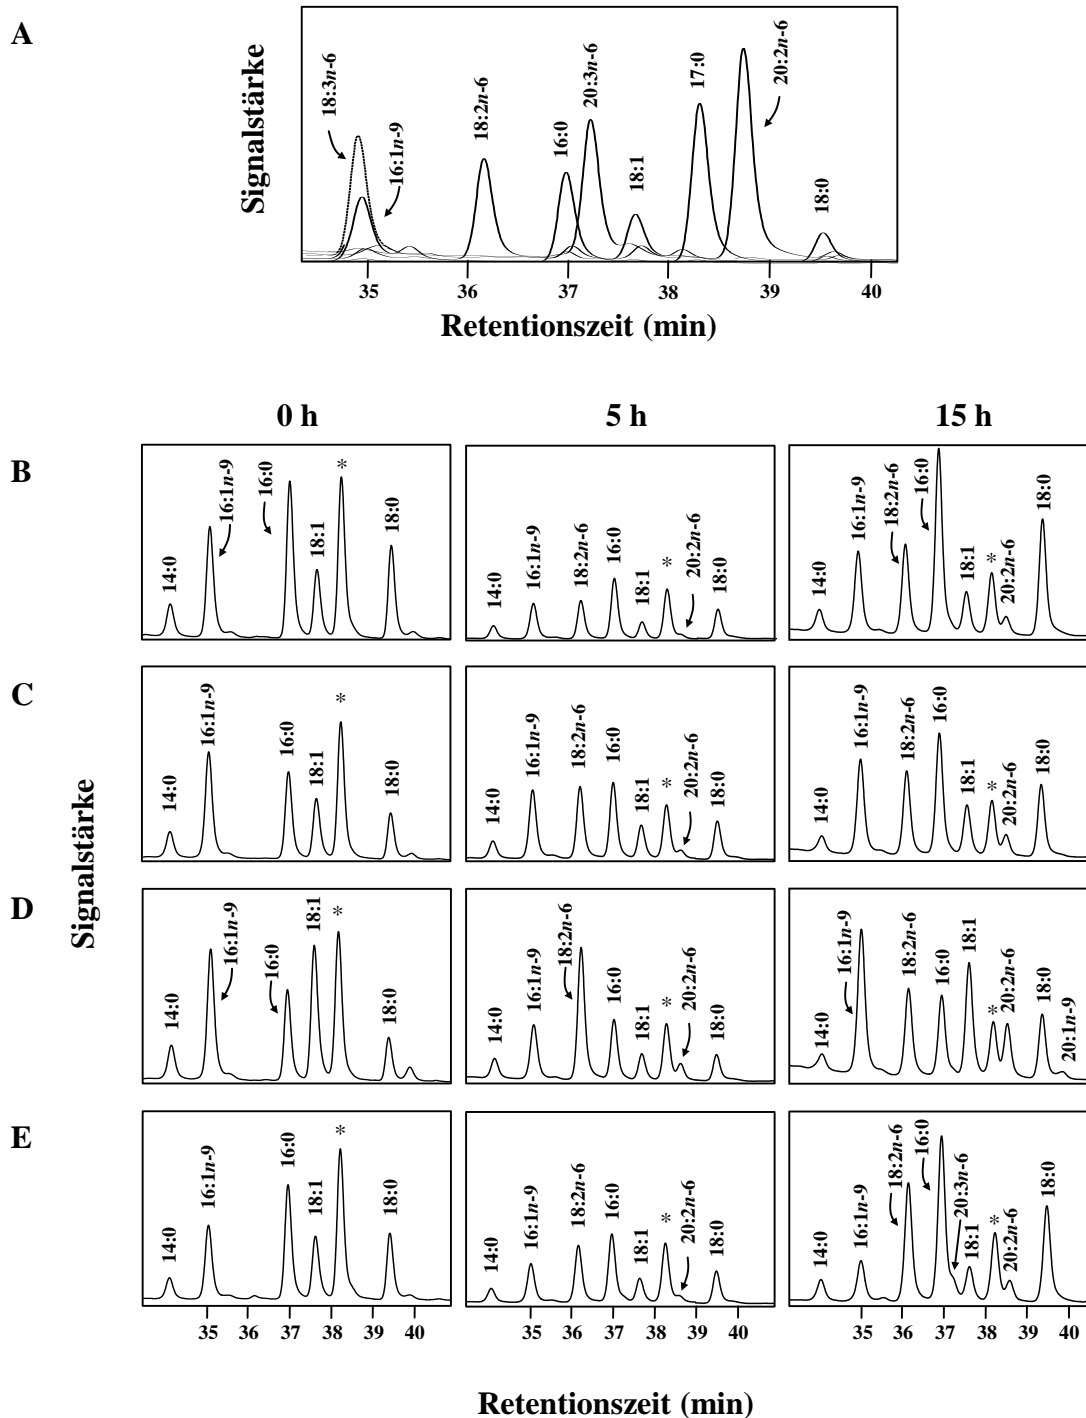 A
Signalstärke
18:3n-6
16:1n-9
18:2n-6
16:0
20:3n-6
18:1
17:0
20:2n-6
18:0
35 36 37 38 39 40
Retentionszeit (min)
0 h 5 h 15 h
B
14:0
16:1n-9
16:0
18:1
*
18:0
14:0
16:1n-9
18:2n-6
16:0
18:1
*
20:2n-6
18:0
14:0
16:1n-9
18:2n-6
16:0
18:1
*
20:2n-6
18:0
C
14:0
16:1n-9
16:0
18:1
*
18:0
14:0
16:1n-9
18:2n-6
16:0
18:1
*
20:2n-6
18:0
14:0
16:1n-9
18:2n-6
16:0
18:1
*
20:2n-6
18:0
Signalstärke
D
14:0
16:1n-9
16:0
18:1
*
18:0
14:0
16:1n-9
18:2n-6
16:0
18:1
*
20:2n-6
18:0
14:0
16:1n-9
18:2n-6
16:0
18:1
*
20:2n-6
18:0
20:1n-9
E
14:0
16:1n-9
16:0
18:1
*
18:0
14:0
16:1n-9
18:2n-6
16:0
18:1
*
20:2n-6
18:0
14:0
16:1n-9
18:2n-6
16:0
20:3n-6
18:1
*
20:2n-6
18:0
35 36 37 38 39 40
35 36 37 38 39 40
35 36 37 38 39 40
Retentionszeit (min)